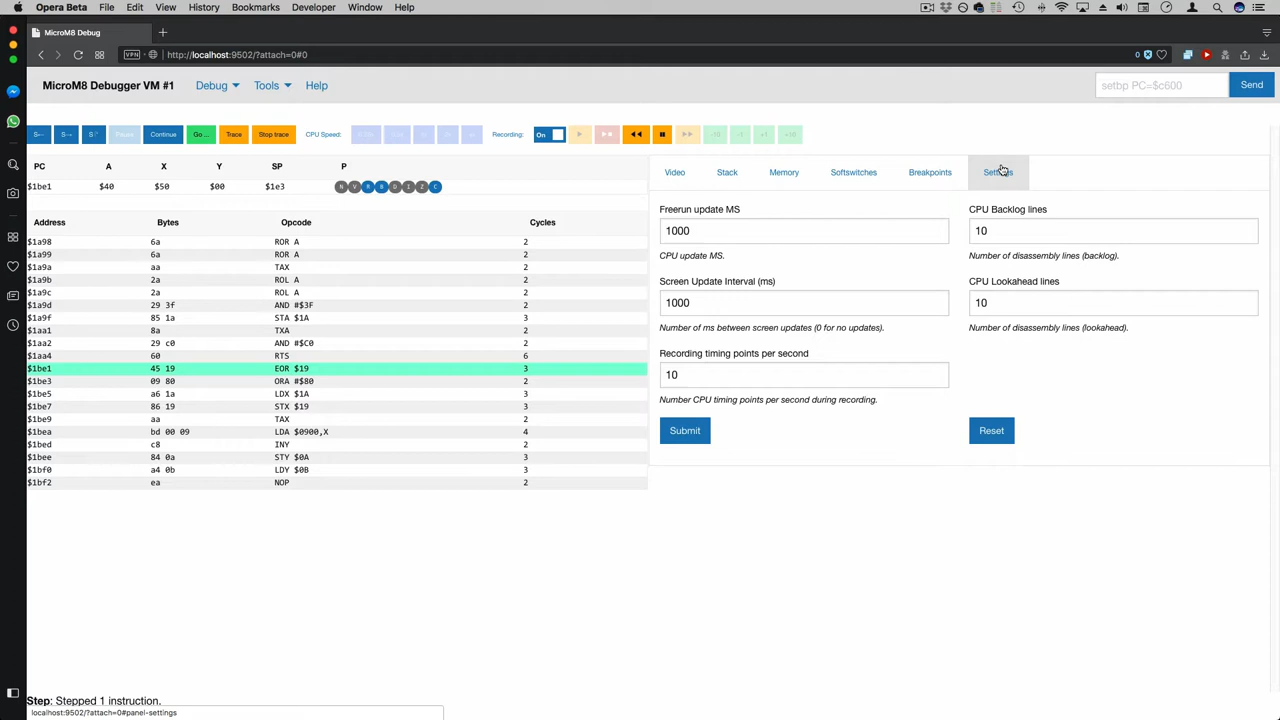 Opera Beta File Edit View History Bookmarks Developer Window Help
MicroM8 Debug
VPN http://localhost:9502/?attach=0#0 0
MicroM8 Debugger VM #1 Debug Tools Help setbp PC=$c600 Send
Pause Continue Go ... Trace Stop trace CPU Speed: Recording: On -10 -1 +1 +10
PC A X Y SP P
$1be1 $40 $50 $00 $1e3 N V R B D I Z C
Address Bytes Opcode Cycles
$1a98 6a ROR A 2
$1a99 6a ROR A 2
$1a9a aa TAX 2
$1a9b 2a ROL A 2
$1a9c 2a ROL A 2
$1a9d 29 3f AND #$3F 2
$1a9f 85 1a STA $1A 3
$1aa1 8a TXA 2
$1aa2 29 c0 AND #$C0 2
$1aa4 60 RTS 6
$1be1 45 19 EOR $19 3
$1be3 09 80 ORA #$80 2
$1be5 a6 1a LDX $1A 3
$1be7 86 19 STX $19 3
$1be9 aa TAX 2
$1bea bd 00 09 LDA $0900,X 4
$1bed c8 INY 2
$1bee 84 0a STY $0A 3
$1bf0 a4 0b LDY $0B 3
$1bf2 ea NOP 2
Video Stack Memory Softswitches Breakpoints Settings
Freerun update MS CPU Backlog lines
1000 10
CPU update MS. Number of disassembly lines (backlog).
Screen Update Interval (ms) CPU Lookahead lines
1000 10
Number of ms between screen updates (0 for no updates). Number of disassembly lines (lookahead).
Recording timing points per second
10
Number CPU timing points per second during recording.
Submit Reset
Step: Stepped 1 instruction.
localhost:9502/?attach=0#panel-settings